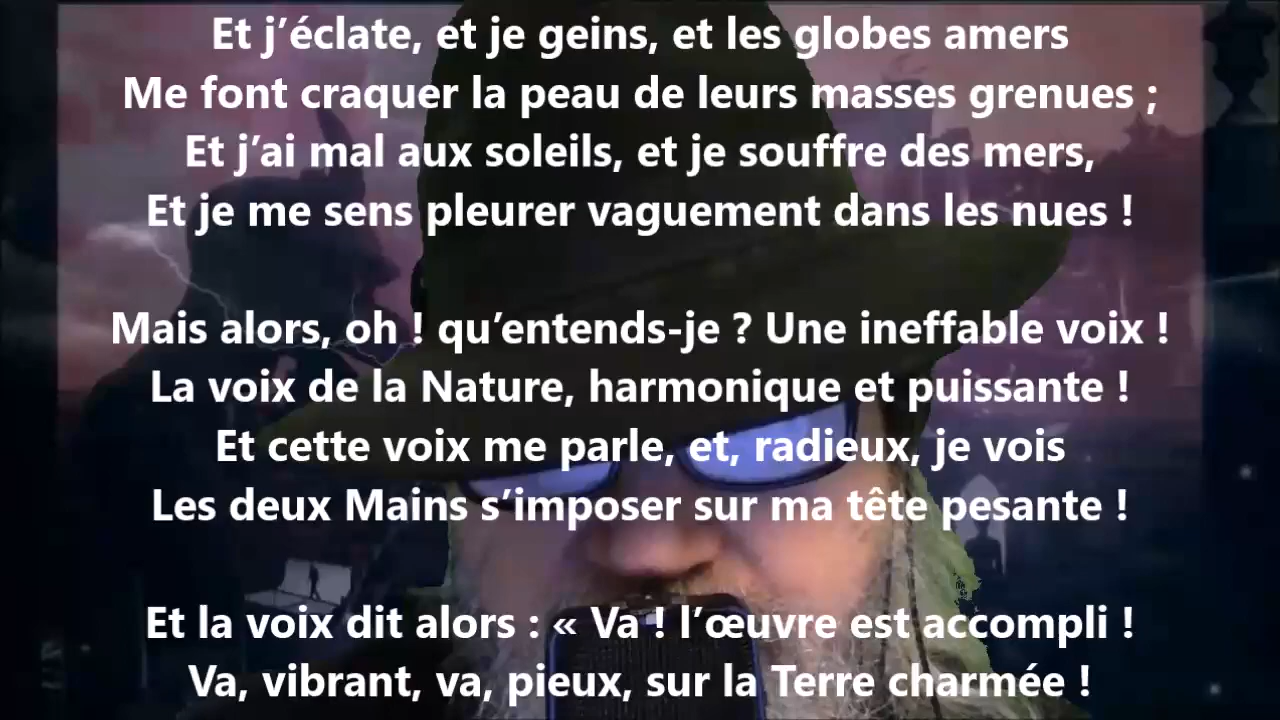 Et j’éclate, et je geins, et les globes amers
Me font craquer la peau de leurs masses grenues ;
Et j’ai mal aux soleils, et je souffre des mers,
Et je me sens pleurer vaguement dans les nues !
Mais alors, oh ! qu’entends-je ? Une ineffable voix !
La voix de la Nature, harmonique et puissante !
Et cette voix me parle, et, radieux, je vois
Les deux Mains s’imposer sur ma tête pesante !
Et la voix dit alors : « Va ! l’œuvre est accompli !
Va, vibrant, va, pieux, sur la Terre charmée !